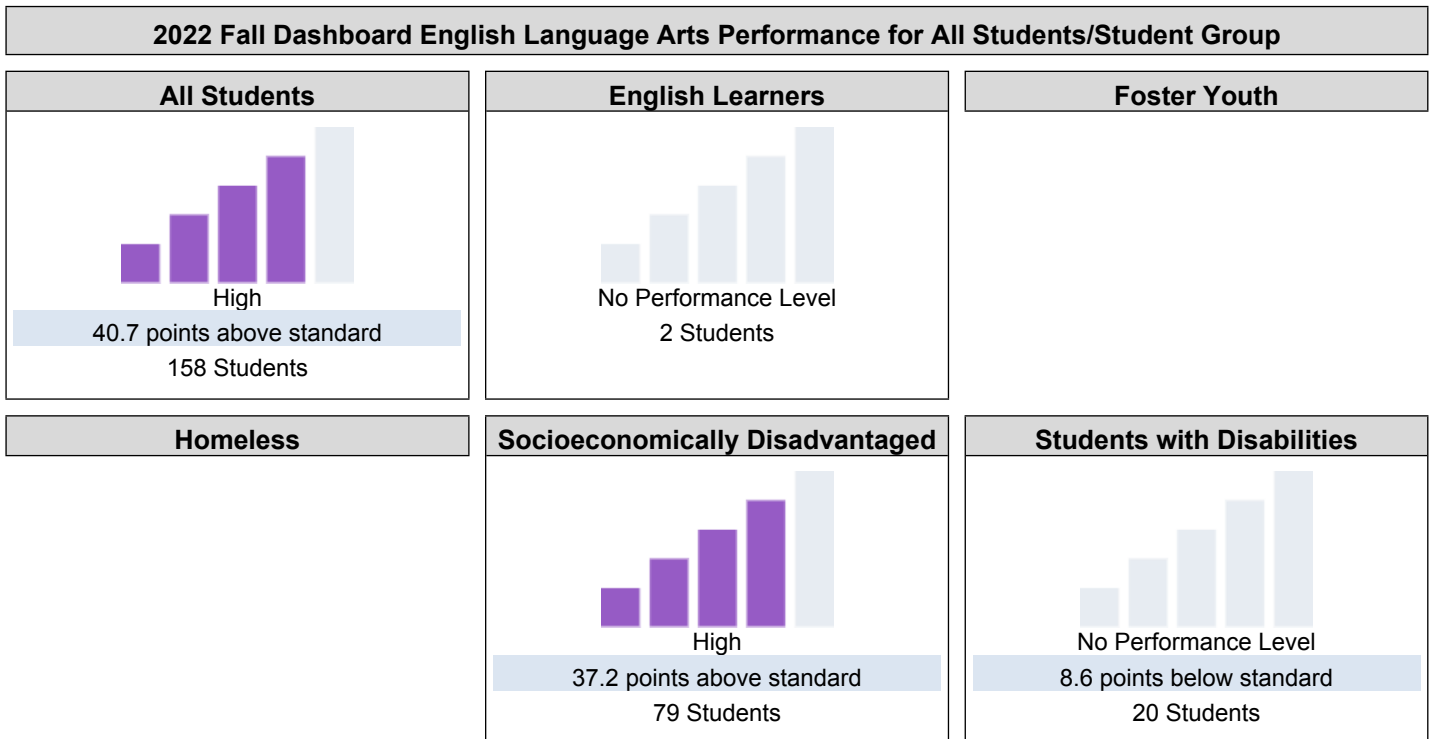 2022 Fall Dashboard English Language Arts Performance for All Students/Student Group
All Students
High
40.7 points above standard
158 Students
English Learners
No Performance Level
2 Students
Foster Youth
Homeless
Socioeconomically Disadvantaged
High
37.2 points above standard
79 Students
Students with Disabilities
No Performance Level
8.6 points below standard
20 Students